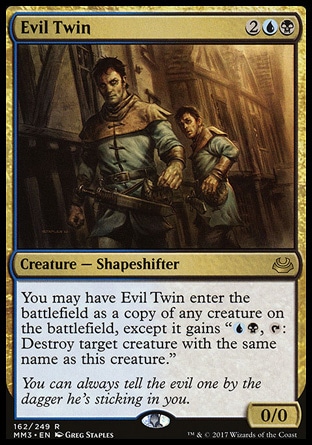 Evil Twin 2
Creature — Shapeshifter
You may have Evil Twin enter the
battlefield as a copy of any creature on
the battlefield, except it gains “ , :
Destroy target creature with the same
name as this creature.”
You can always tell the evil one by the
dagger he’s sticking in you.
0/0
162/249 R
MM3 • EN Greg Staples
™ & © 2017 Wizards of the Coast